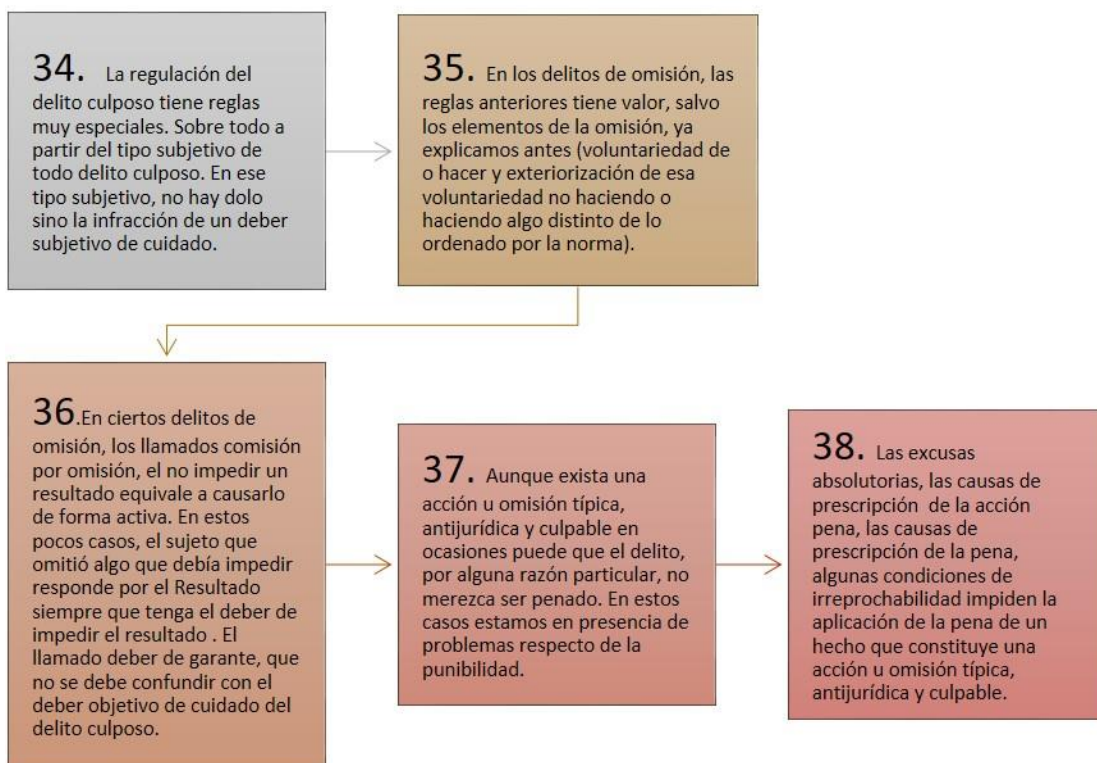 34. La regulación del
delito culposo tiene reglas
muy especiales. Sobre todo a
partir del tipo subjetivo de
todo delito culposo. En ese
tipo subjetivo, no hay dolo
sino la infracción de un deber
subjetivo de cuidado.
35. En los delitos de omisión, las
reglas anteriores tiene valor, salvo
los elementos de la omisión, ya
explicamos antes (voluntariedad de
o hacer y exteriorización de esa
voluntariedad no haciendo o
haciendo algo distinto de lo
ordenado por la norma).
36.En ciertos delitos de
omisión, los llamados comisión
por omisión, el no impedir un
resultado equivale a causarlo
de forma activa. En estos
pocos casos, el sujeto que
omitió algo que debía impedir
responde por el Resultado
siempre que tenga el deber de
impedir el resultado . El
llamado deber de garante, que
no se debe confundir con el
deber objetivo de cuidado del
delito culposo.
37. Aunque exista una
acción u omisión típica,
antijurídica y culpable en
ocasiones puede que el delito,
por alguna razón particular, no
merezca ser penado. En estos
casos estamos en presencia de
problemas respecto de la
punibilidad.
38. Las excusas
absolutorias, las causas de
prescripción de la acción
pena, las causas de
prescripción de la pena,
algunas condiciones de
irreprochabilidad impiden la
aplicación de la pena de un
hecho que constituye una
acción u omisión típica,
antijurídica y culpable.